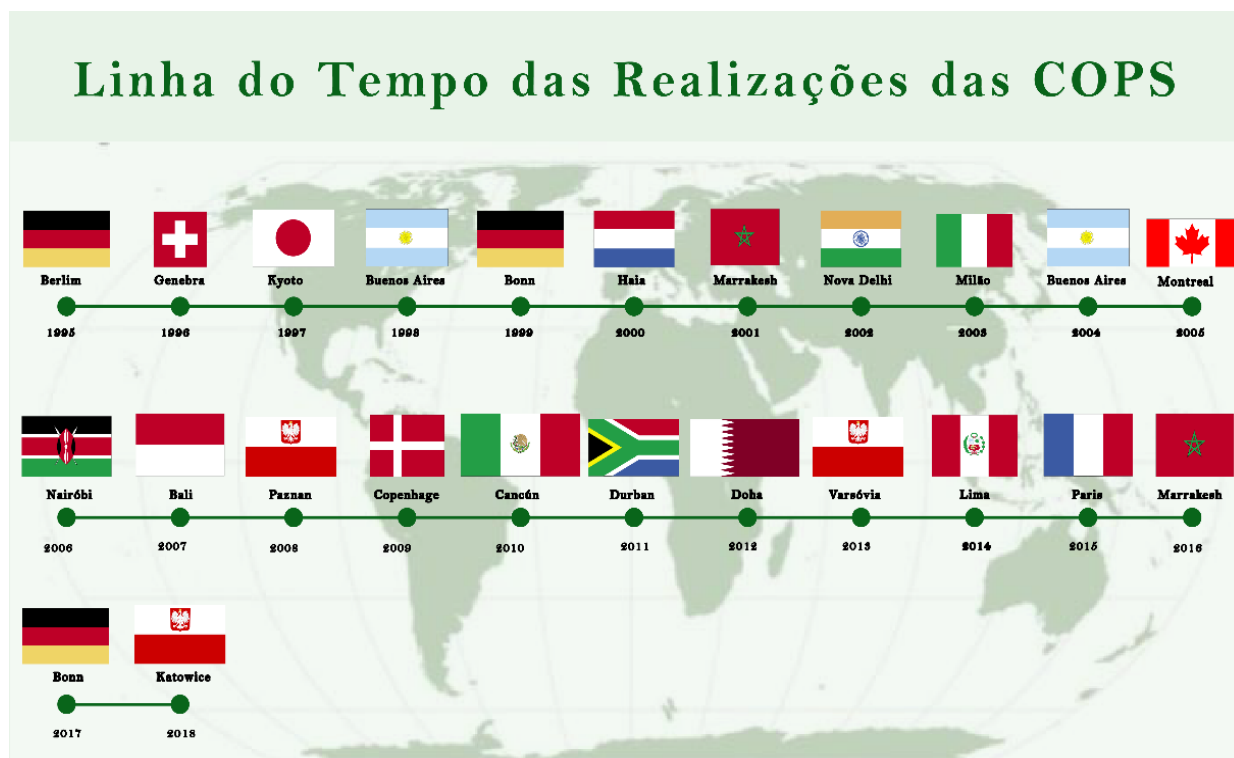 Linha do Tempo das Realizações das COPS
Berlim Genebra Kyoto Buenos Aires Bonn Haia Marrakesh Nova Delhi Milão Buenos Aires Montreal
1995 1996 1997 1998 1999 2000 2001 2002 2003 2004 2005
Nairóbi Bali Paznan Copenhage Cancún Durban Doha Varsóvia Lima Paris Marrakesh
2006 2007 2008 2009 2010 2011 2012 2013 2014 2015 2016
Bonn Katowice
2017 2018